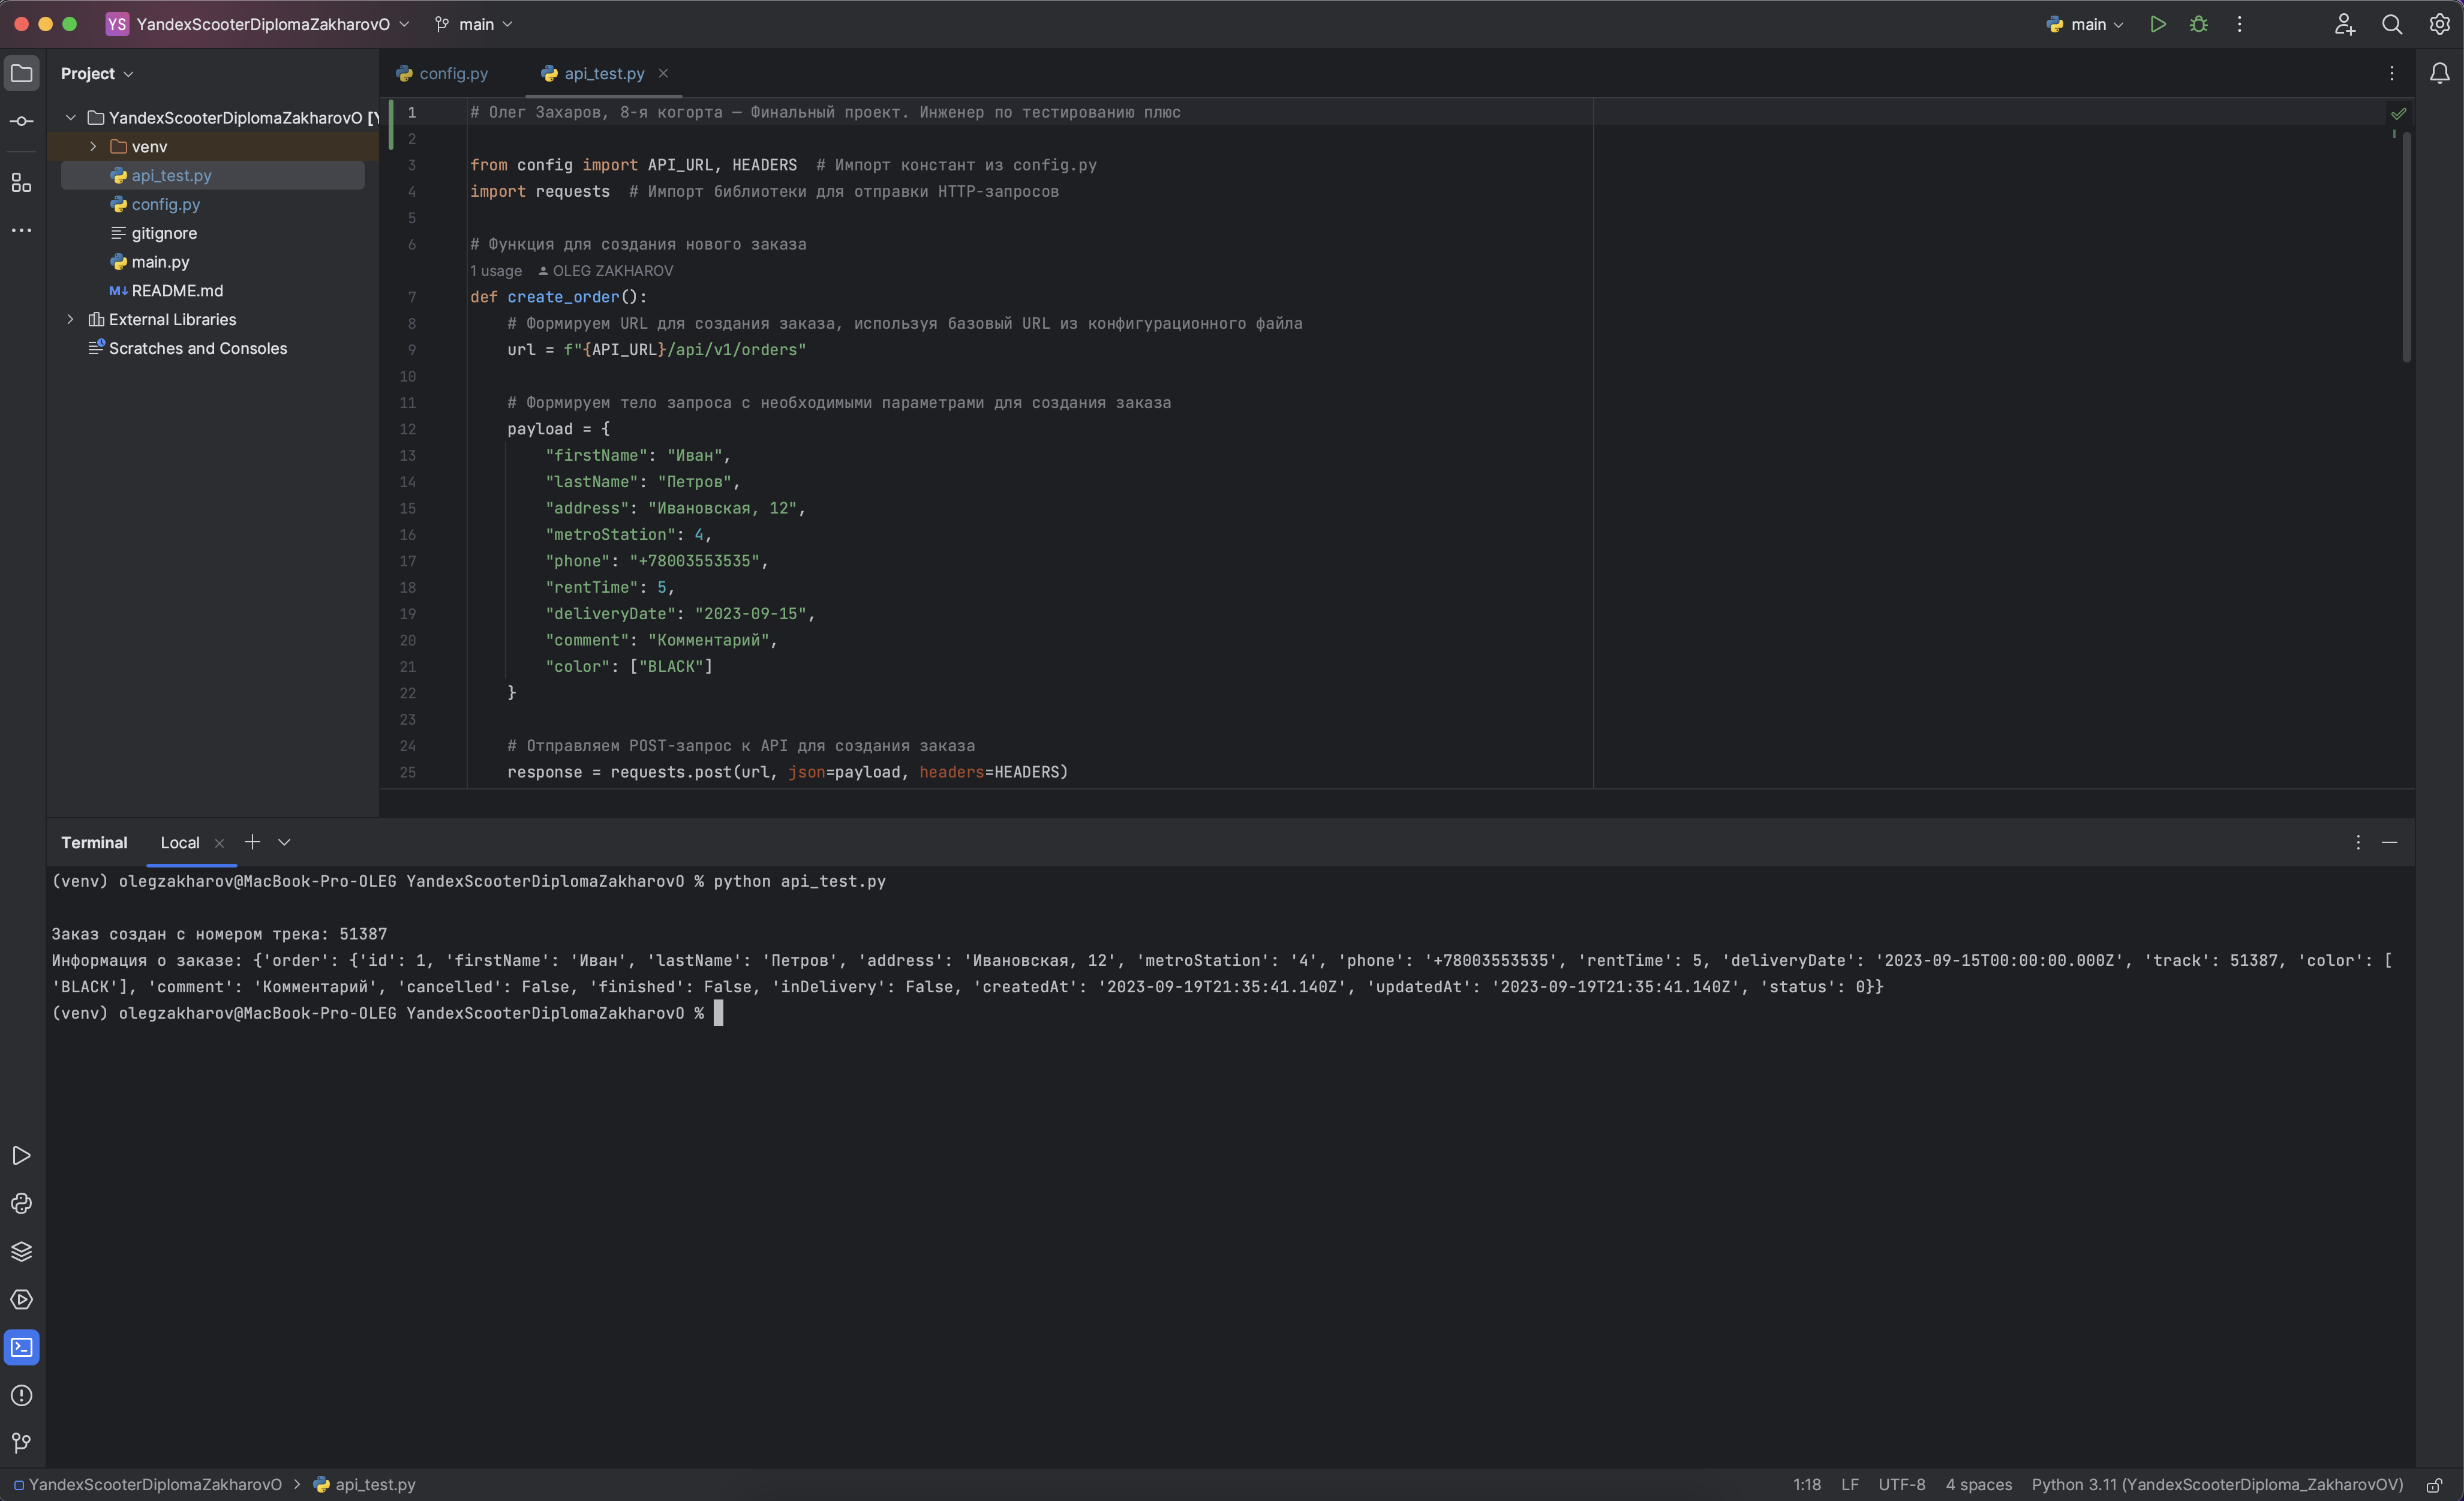 YS YandexScooterDiplomaZakharovO main main
Project
YandexScooterDiplomaZakharovO [Y
venv
api_test.py
config.py
gitignore
main.py
M↓ README.md
External Libraries
Scratches and Consoles
config.py api_test.py
1 # Олег Захаров, 8-я когорта — Финальный проект. Инженер по тестированию плюс
2
3 from config import API_URL, HEADERS # Импорт констант из config.py
4 import requests # Импорт библиотеки для отправки HTTP-запросов
5
6 # Функция для создания нового заказа
1 usage OLEG ZAKHAROV
7 def create_order():
8 # Формируем URL для создания заказа, используя базовый URL из конфигурационного файла
9 url = f"{API_URL}/api/v1/orders"
10
11 # Формируем тело запроса с необходимыми параметрами для создания заказа
12 payload = {
13 "firstName": "Иван",
14 "lastName": "Петров",
15 "address": "Ивановская, 12",
16 "metroStation": 4,
17 "phone": "+78003553535",
18 "rentTime": 5,
19 "deliveryDate": "2023-09-15",
20 "comment": "Комментарий",
21 "color": ["BLACK"]
22 }
23
24 # Отправляем POST-запрос к API для создания заказа
25 response = requests.post(url, json=payload, headers=HEADERS)
Terminal Local
(venv) olegzakharov@MacBook-Pro-OLEG YandexScooterDiplomaZakharovO % python api_test.py
Заказ создан с номером трека: 51387
Информация о заказе: {'order': {'id': 1, 'firstName': 'Иван', 'lastName': 'Петров', 'address': 'Ивановская, 12', 'metroStation': '4', 'phone': '+78003553535', 'rentTime': 5, 'deliveryDate': '2023-09-15T00:00:00.000Z', 'track': 51387, 'color': [
'BLACK'], 'comment': 'Комментарий', 'cancelled': False, 'finished': False, 'inDelivery': False, 'createdAt': '2023-09-19T21:35:41.140Z', 'updatedAt': '2023-09-19T21:35:41.140Z', 'status': 0}}
(venv) olegzakharov@MacBook-Pro-OLEG YandexScooterDiplomaZakharovO %
YandexScooterDiplomaZakharovO > api_test.py 1:18 LF UTF-8 4 spaces Python 3.11 (YandexScooterDiploma_ZakharovOV)